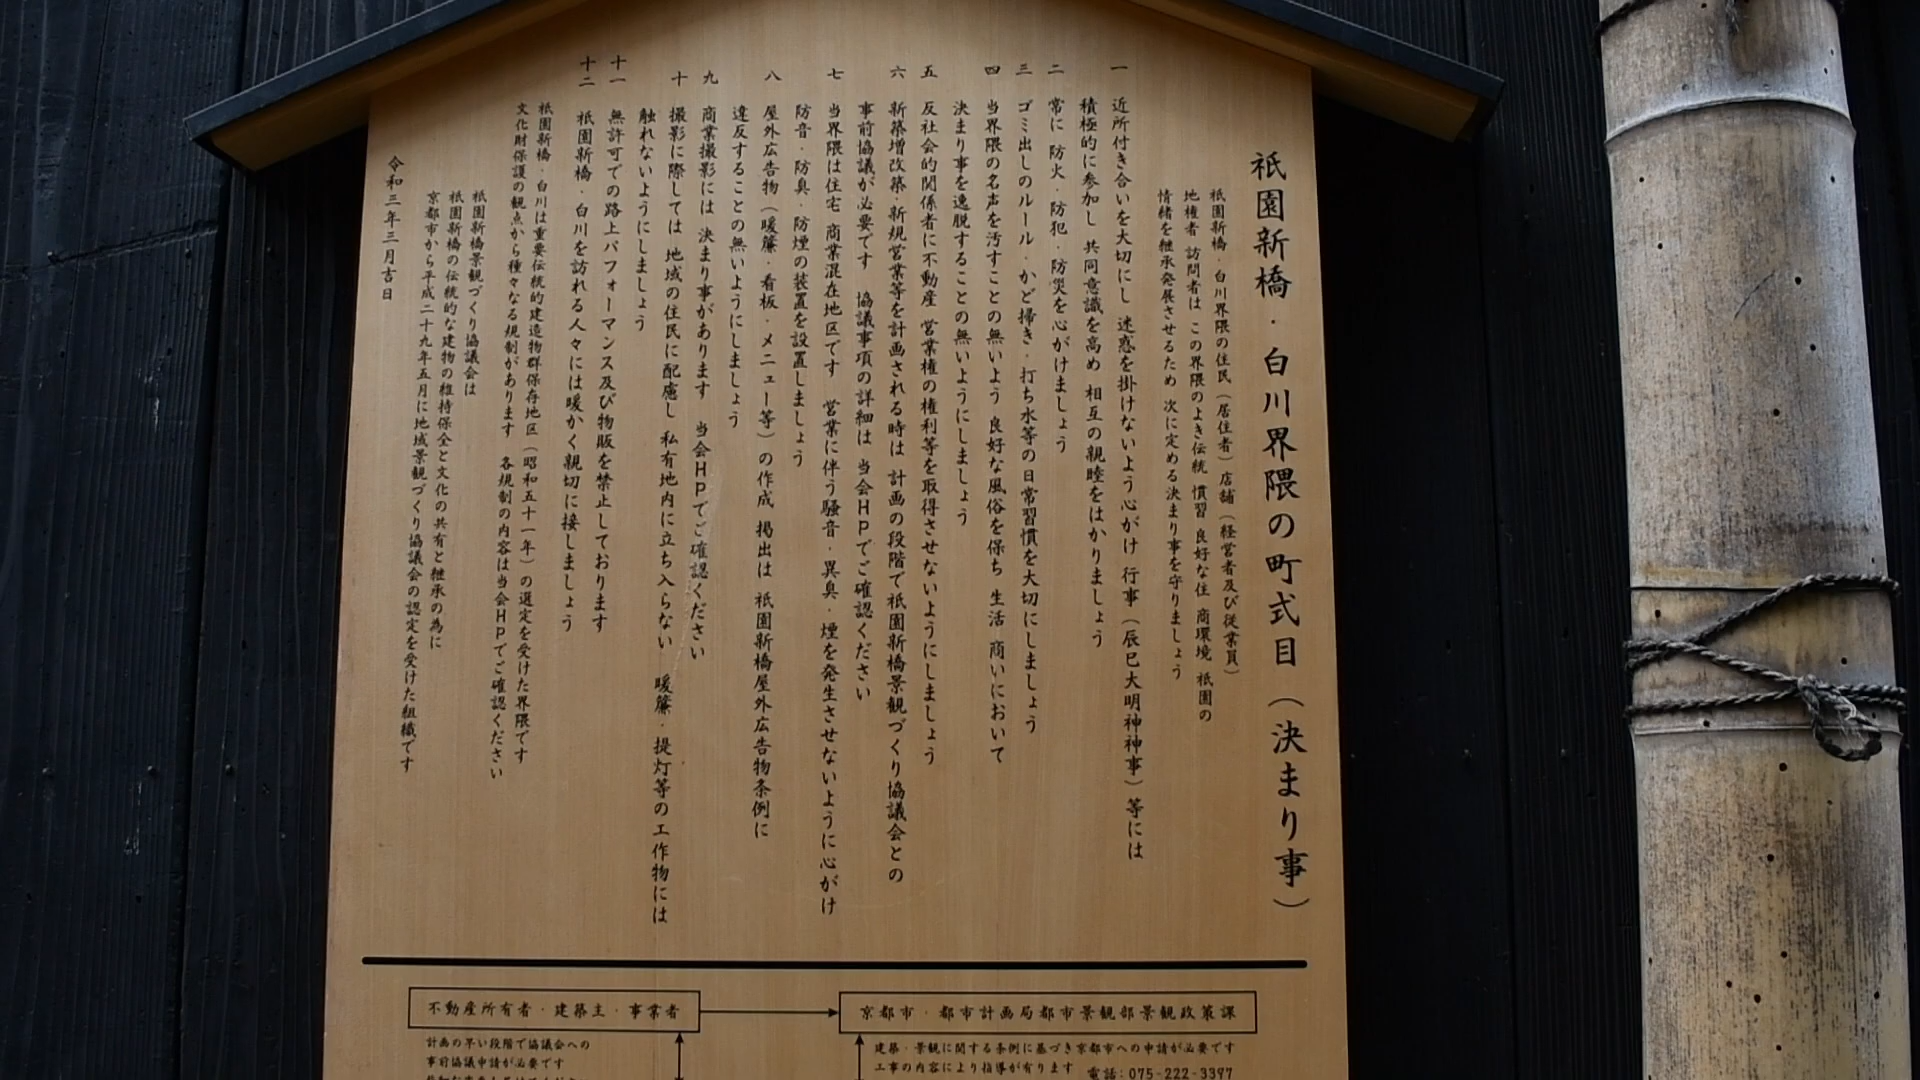 祇園新橋・白川界隈の町式目(決まり事)
祇園新橋・白川界隈の住民(居住者)店舗(経営者及び従業員)
地権者 訪問者は この界隈のよき伝統 慣習 良好な住 商環境 祇園の
情緒を継承発展させるため 次に定める決まり事を守りましょう
一 近所付き合いを大切にし 迷惑を掛けないよう心がけ 行事(辰巳大明神神事)等には
積極的に参加し 共同意識を高め 相互の親睦をはかりましょう
二 常に 防火・防犯・防災を心がけましょう
三 ゴミ出しのルール・かど掃き・打ち水等の日常習慣を大切にしましょう
四 当界隈の名声を汚すことの無いよう 良好な風俗を保ち 生活 商いにおいて
決まり事を逸脱することの無いようにしましょう
五 反社会的関係者に不動産 営業権の権利等を取得させないようにしましょう
六 新築増改築・新規営業等を計画される時は 計画の段階で祇園新橋景観づくり協議会との
事前協議が必要です 協議事項の詳細は 当会HPでご確認ください
七 当界隈は住宅 商業混在地区です 営業に伴う騒音・異臭・煙を発生させないように心がけ
防音・防臭・防煙の装置を設置しましょう
八 屋外広告物(暖簾・看板・メニュー等)の作成 掲出は 祇園新橋屋外広告物条例に
違反することの無いようにしましょう
九 商業撮影には 決まり事があります 当会HPでご確認ください
十 撮影に際しては 地域の住民に配慮し 私有地内に立ち入らない 暖簾・提灯等の工作物には
触れないようにしましょう
十一 無許可での路上パフォーマンス及び物販を禁止しております
十二 祇園新橋・白川を訪れる人々には暖かく親切に接しましょう
祇園新橋・白川は重要伝統的建造物群保存地区(昭和五十一年)の選定を受けた界隈です
文化財保護の観点から種々なる規制があります 各規制の内容は当会HPでご確認ください
祇園新橋景観づくり協議会は
祇園新橋の伝統的な建物の維持保全と文化の共有と継承の為に
京都市から平成二十九年五月に地域景観づくり協議会の認定を受けた組織です
令和三年三月吉日
不動産所有者・建築主・事業者
計画の早い段階で協議会への
事前協議申請が必要です
京都市・都市計画局都市景観部景観政策課
建築・景観に関する条例に基づき京都市への申請が必要です
工事の内容により指導が有ります 電話:075-222-3397